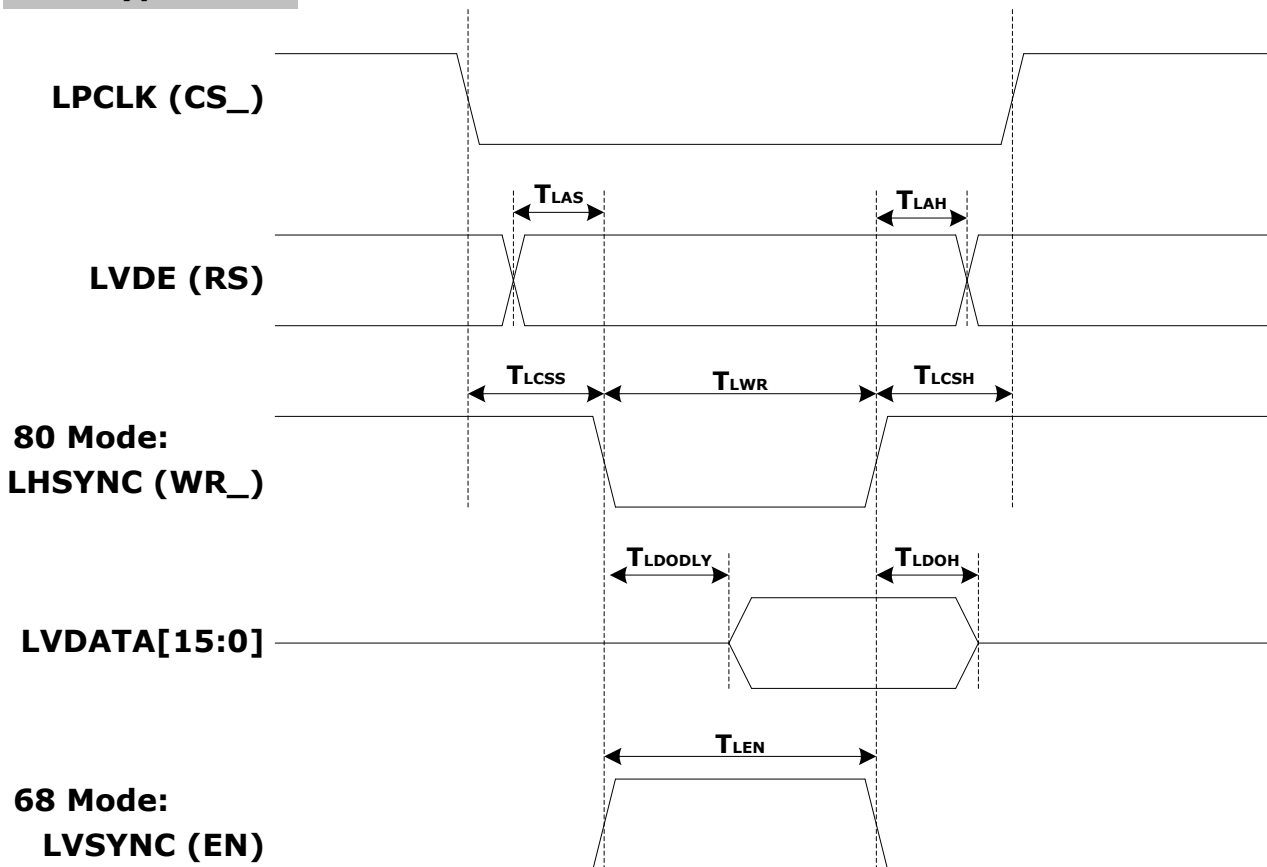 LPCLK (CS_)
TLAS
TLAH
LVDE (RS)
TLCSS
TLWR
TLCSH
80 Mode:
LHSYNC (WR_)
TLDODLY
TLDOH
LVDATA[15:0]
TLEN
68 Mode:
LVSYNC (EN)